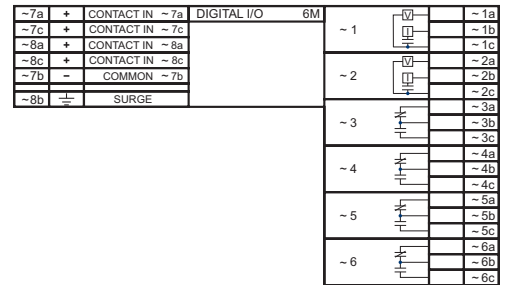 ~7a + CONTACT IN ~7a DIGITAL I/O 6M
~7c + CONTACT IN ~7c
~8a + CONTACT IN ~8a
~8c + CONTACT IN ~8c
~7b – COMMON ~7b
~8b SURGE
~1 V I ~1a
~1b
~1c
~2 V I ~2a
~2b
~2c
~3 ~3a
~3b
~3c
~4 ~4a
~4b
~4c
~5 ~5a
~5b
~5c
~6 ~6a
~6b
~6c